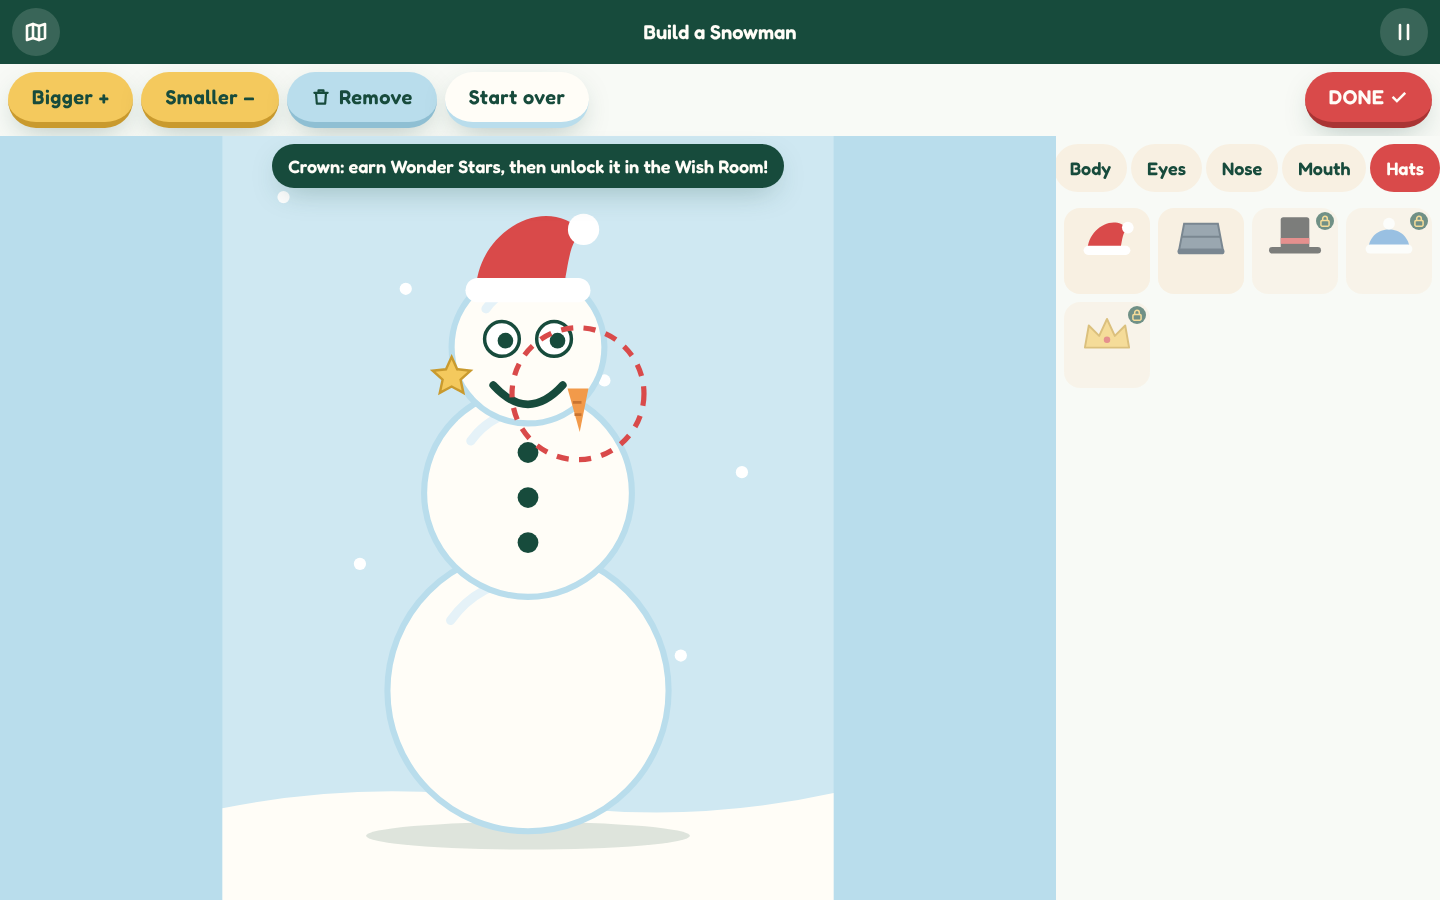 Build a Snowman
Bigger +
Smaller −
Remove
Start over
DONE
Crown: earn Wonder Stars, then unlock it in the Wish Room!
Body
Eyes
Nose
Mouth
Hats